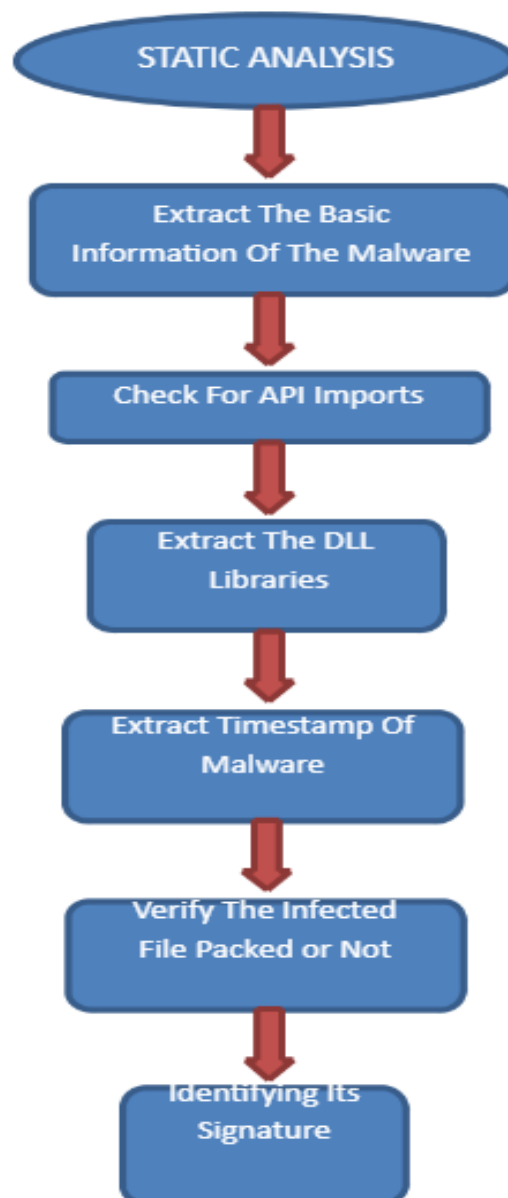 STATIC ANALYSIS
Extract The Basic
Information Of The Malware
Check For API Imports
Extract The DLL
Libraries
Extract Timestamp Of
Malware
Verify The Infected
File Packed or Not
Identifying Its
Signature